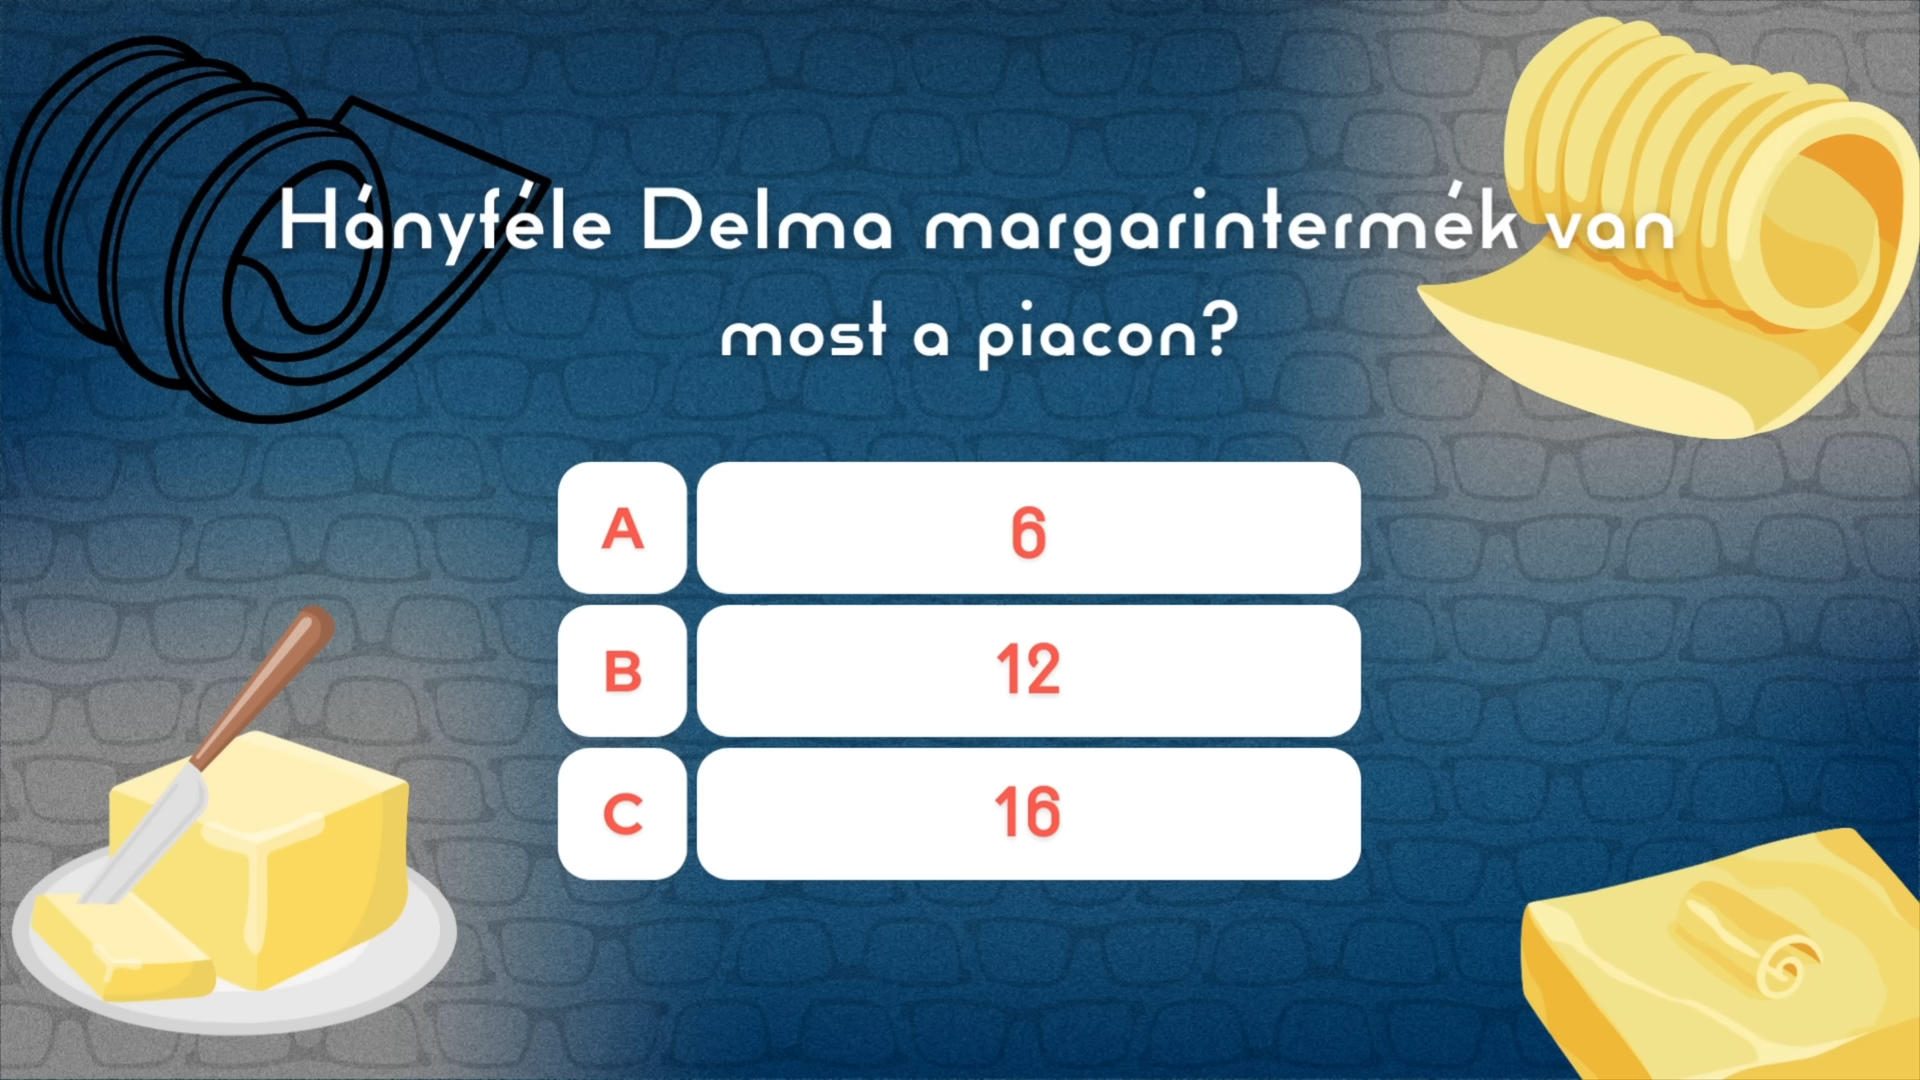 Hányféle Delma margarintermék van
most a piacon?
A 6
B 12
C 16